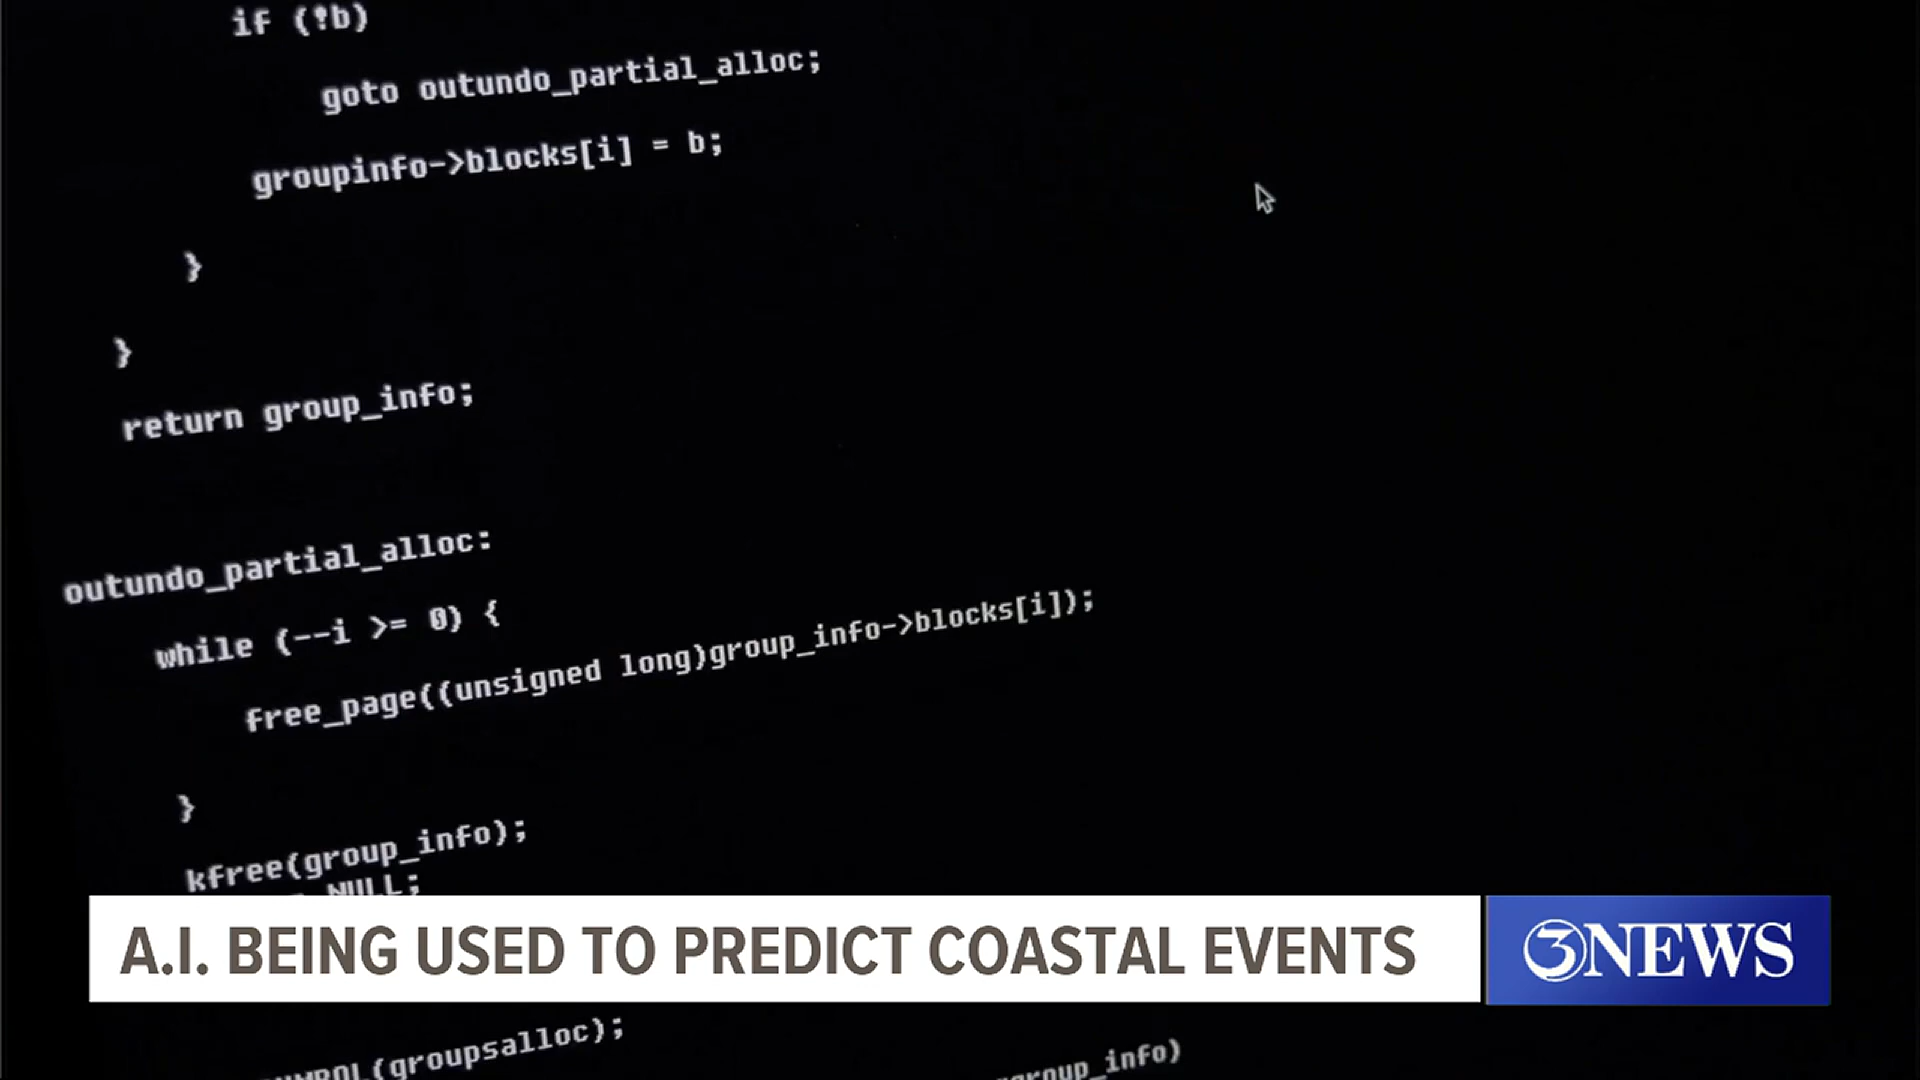 if (!b)
goto outundo_partial_alloc;
groupinfo->blocks[i] = b;
}
}
return group_info;
outundo_partial_alloc:
while (--i >= 0) {
free_page((unsigned long)group_info->blocks[i]);
}
kfree(group_info);
NULL;
A.I. BEING USED TO PREDICT COASTAL EVENTS
3NEWS
(groupsalloc);
group_info)